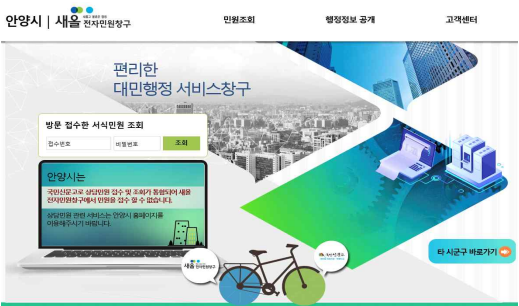 안양시 | 새올 전자민원창구
민원조회
행정정보 공개
고객센터
편리한
대민행정 서비스창구
방문 접수한 서식민원 조회
접수번호
비밀번호
조회
안양시는
국민신문고로 상담민원 접수 및 조회가 통합되어 새올
전자민원창구에서 민원을 접수 할 수 없습니다.
상담민원 관련 서비스는 안양시 홈페이지를
이용해주시기 바랍니다.
타 시군구 바로가기
새올 전자민원창구